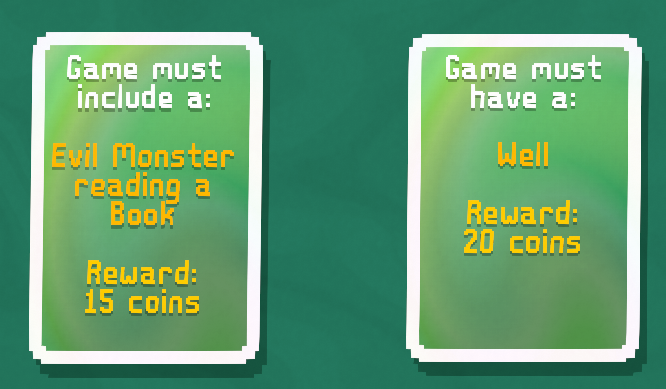 Game must
include a:
Evil Monster
reading a
Book
Reward:
15 coins
Game must
have a:
Well
Reward:
20 coins